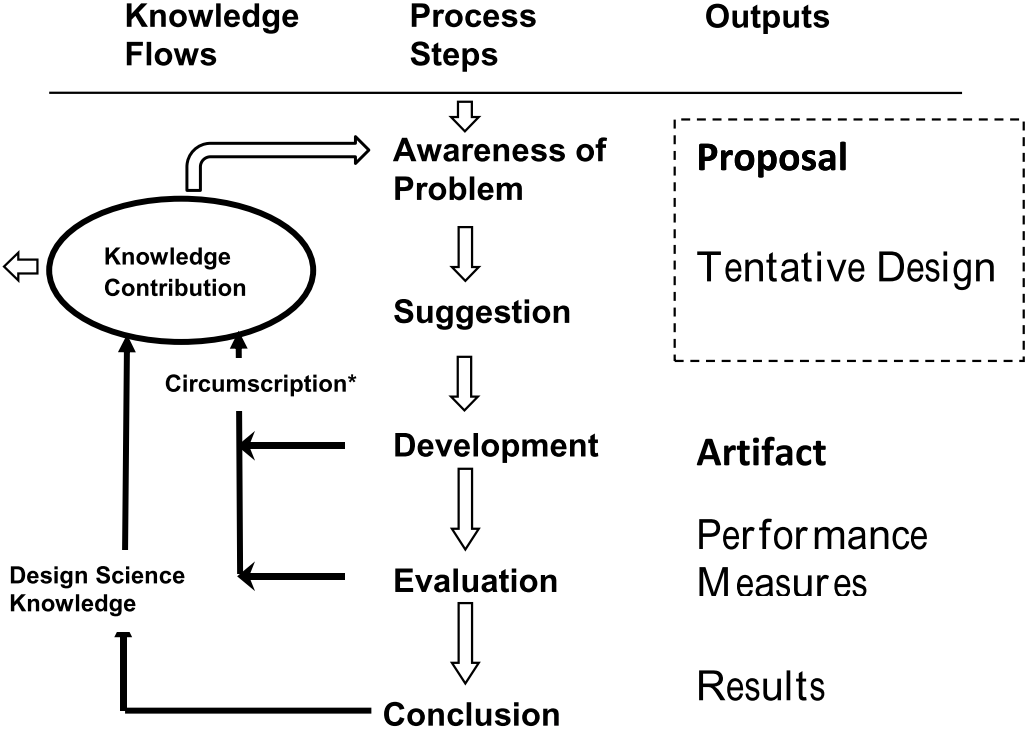 Knowledge
Flows
Process
Steps
Outputs
Awareness of
Problem
Proposal
Knowledge
Contribution
Tentative Design
Suggestion
Circumscription*
Development
Artifact
Performance
Measures
Design Science
Knowledge
Evaluation
Results
Conclusion